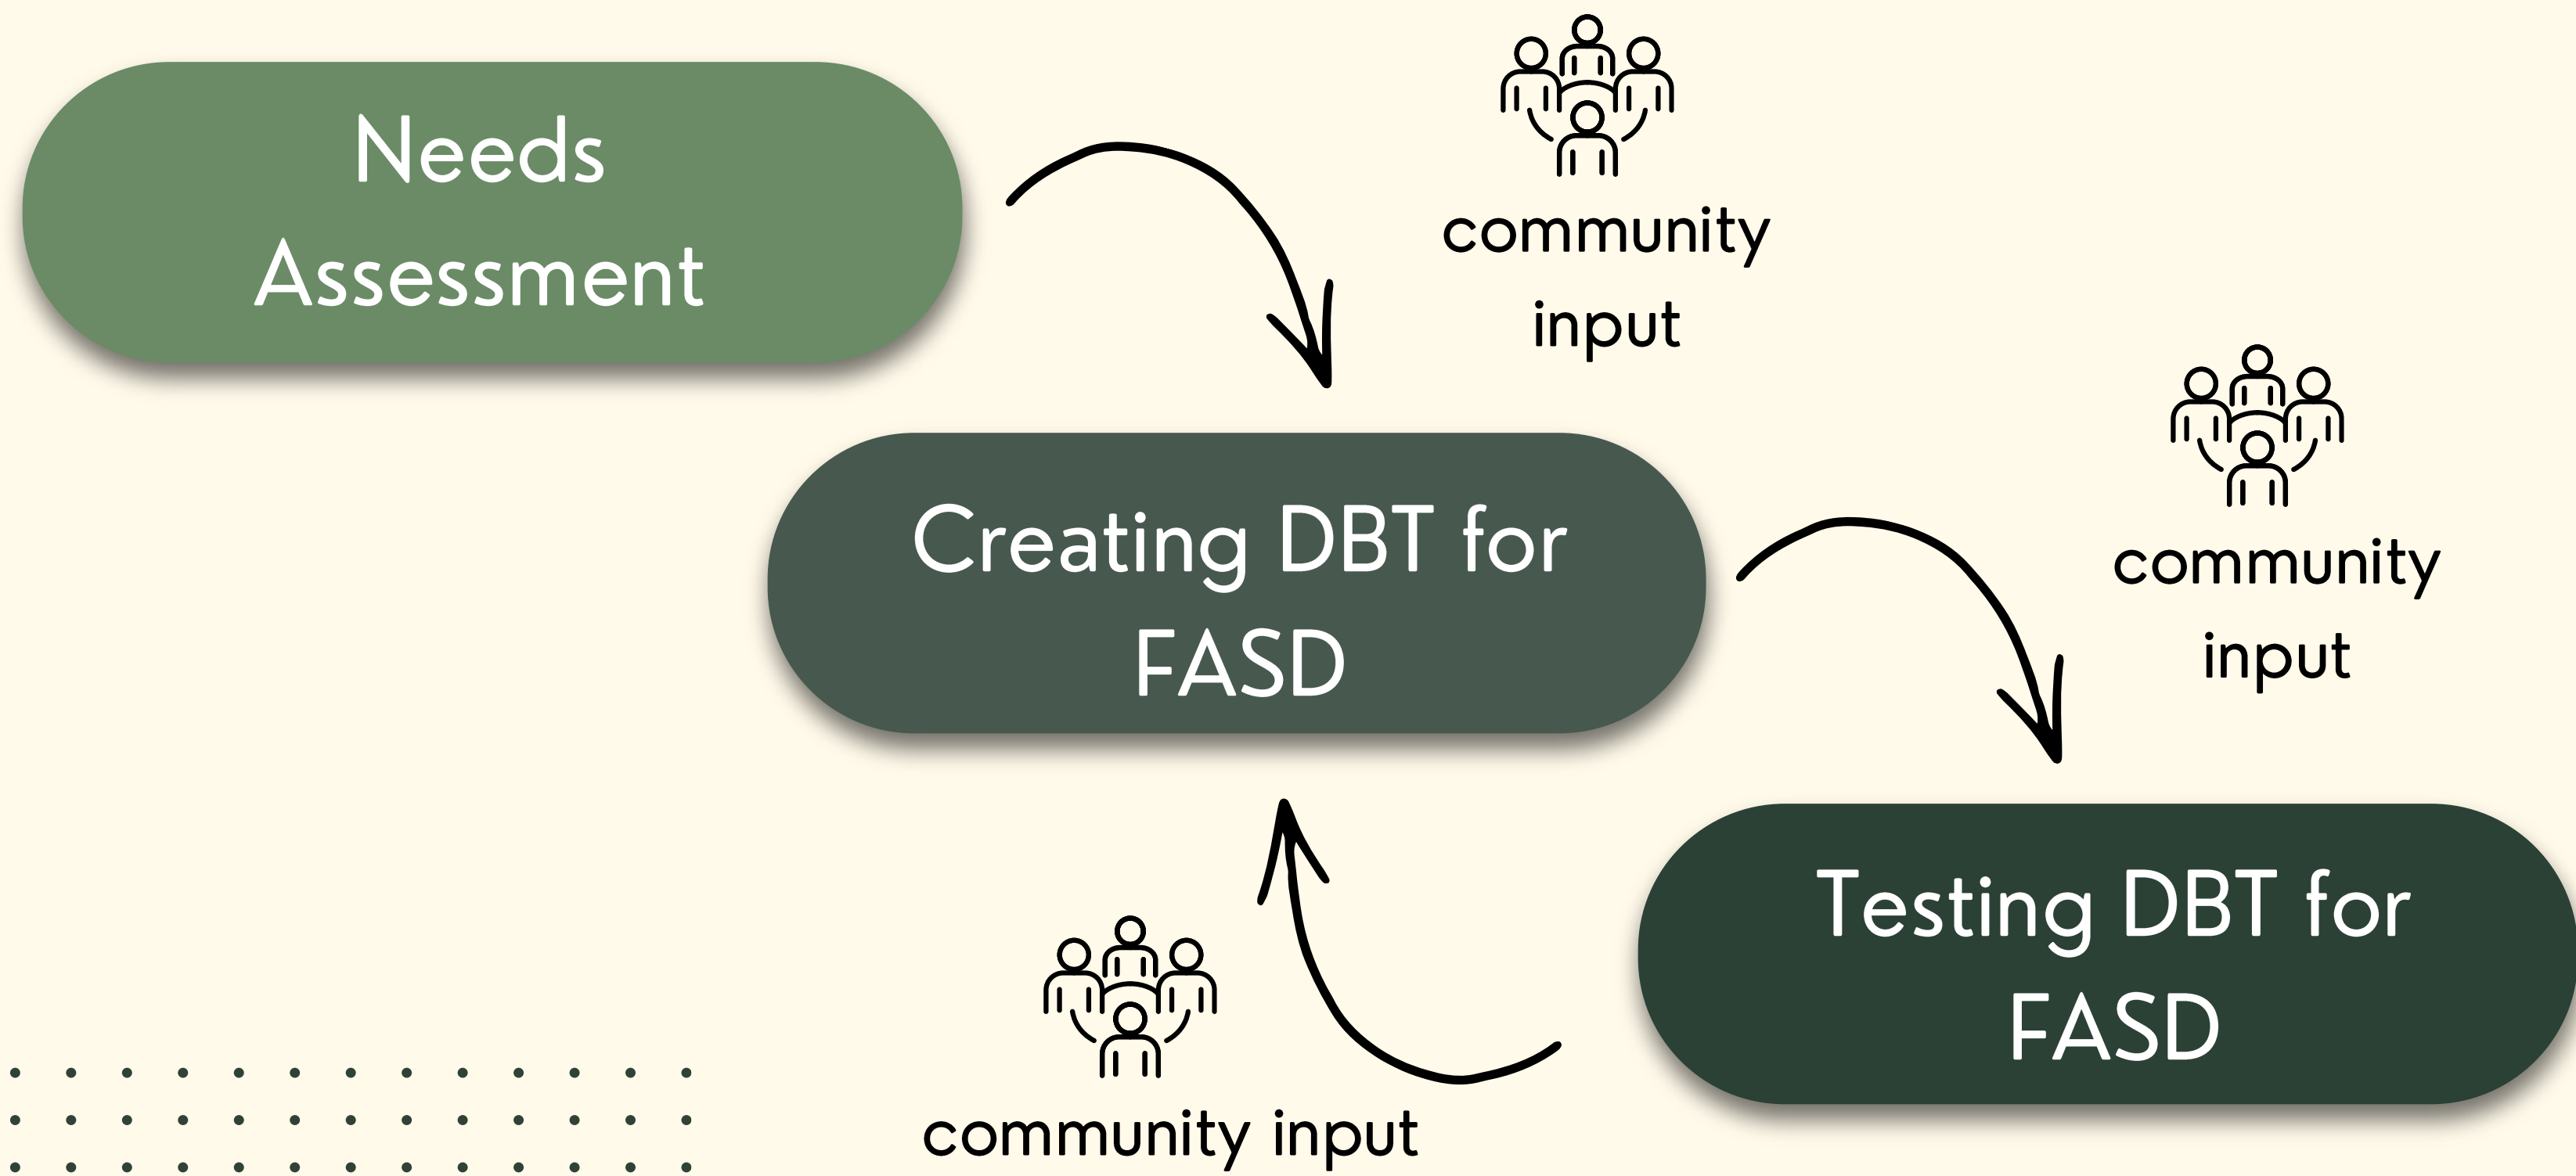 Needs
Assessment
community
input
Creating DBT for
FASD
community
input
Testing DBT for
FASD
community input